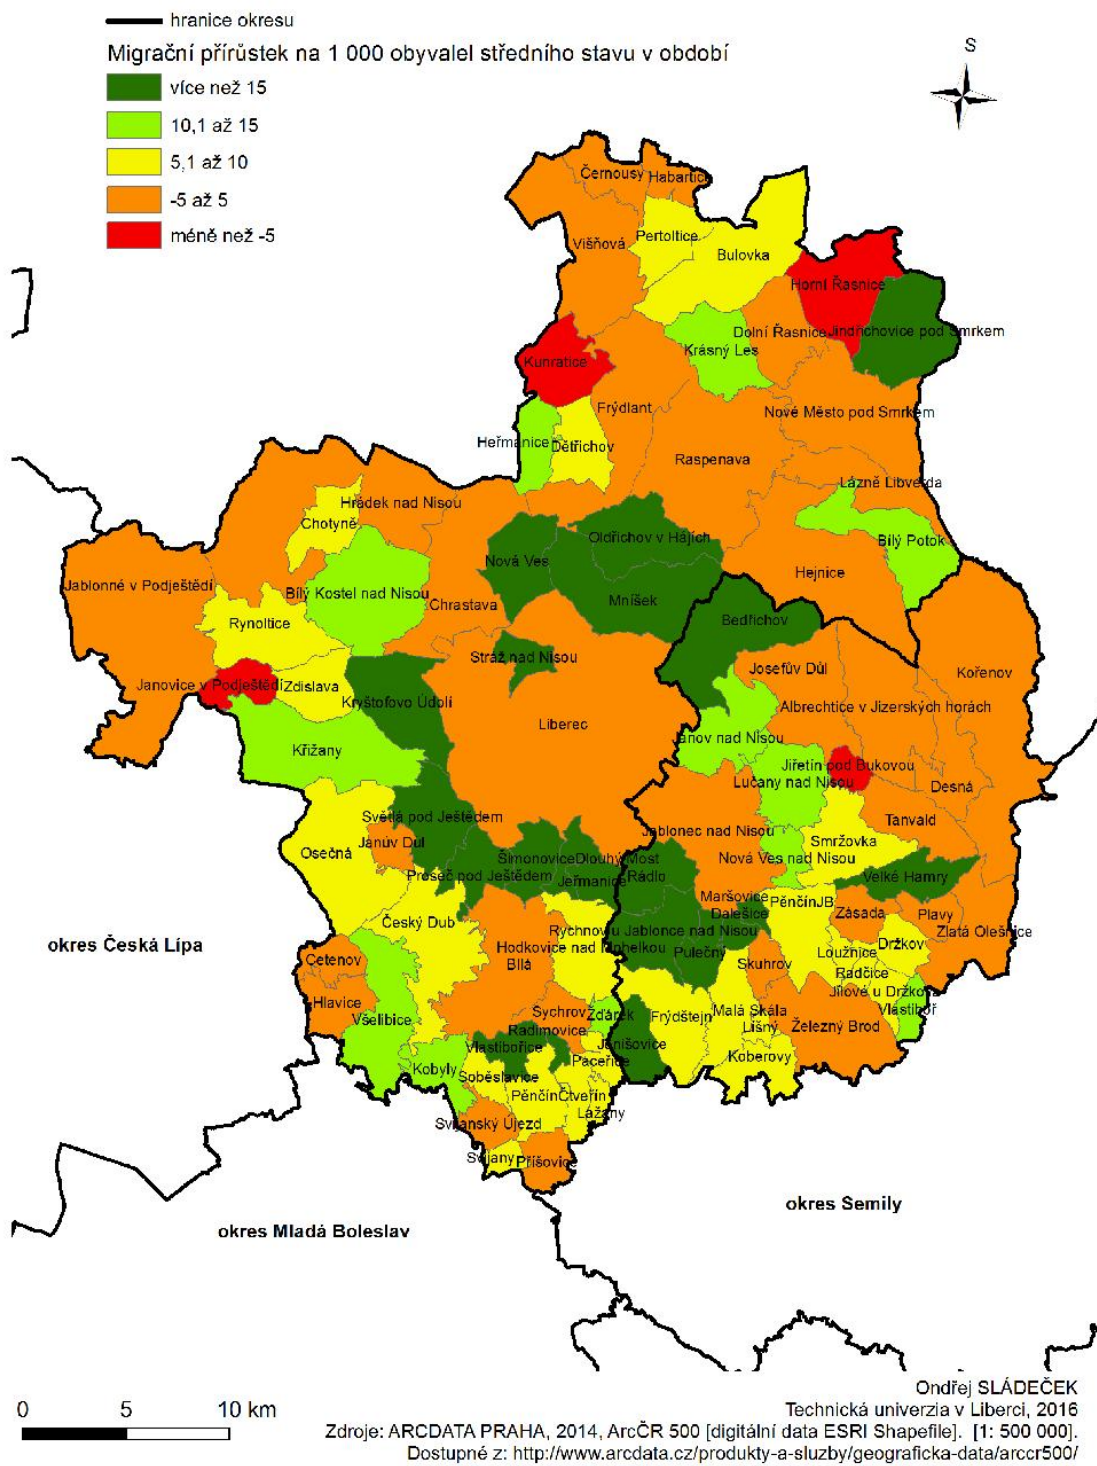 hranice okresu
Migrační přírůstek na 1 000 obyvalel středního stavu v období
více než 15
10,1 až 15
5,1 až 10
-5 až 5
méně než -5
S
Černousy
Habartice
Višňová
Pertoltice
Bulovka
Horní Řasnice
Dolní Řasnice
Jindřichovice pod Smrkem
Krásný Les
Kunratice
Frýdlant
Nové Město pod Smrkem
Heřmanice
Dětřichov
Raspenava
Lázně Libverda
Hrádek nad Nisou
Chotyně
Oldřichov v Hájích
Bílý Potok
Nová Ves
Hejnice
Jablonné v Podještědí
Bílý Kostel nad Nisou
Chrastava
Mníšek
Bedřichov
Rynoltice
Stráž nad Nisou
Josefův Důl
Kořenov
Janovice v Podještědí
Zdislava
Kryštofovo Údolí
Albrechtice v Jizerských horách
Liberec
Janov nad Nisou
Křižany
Jiřetín pod Bukovou
Lučany nad Nisou
Desná
Světlá pod Ještědem
Tanvald
Jablonec nad Nisou
Janův Důl
Smržovka
Osečná
Šimonovice
Dlouhý Most
Nová Ves nad Nisou
Proseč pod Ještědem
Jeřmanice
Rádlo
Velké Hamry
Maršovice
Pěnčín JB
Český Dub
Dalešice
Zásada
Plavy
Rychnov u Jablonce nad Nisou
Zlatá Olešnice
okres Česká Lípa
Hodkovice nad Mohelkou
Pulečný
Držkov
Loužnice
Cetenov
Bílá
Skuhrov
Radčice
Jílové u Držkova
Hlavice
Sychrov
Žďárek
Frýdštejn
Malá Skála
Vlastiboř
Všelibice
Radimovice
Líšný
Železný Brod
Vlastibořice
Janišovice
Paceřice
Koberovy
Kobyly
Soběslavice
Pěnčín
Čtveřín
Lažany
Svijanský Újezd
Svijany
Příšovice
okres Semily
okres Mladá Boleslav
0 5 10 km
Ondřej SLÁDEČEK
Technická univerzia v Liberci, 2016
Zdroje: ARCDATA PRAHA, 2014, ArcČR 500 [digitální data ESRI Shapefile]. [1: 500 000].
Dostupné z: http://www.arcdata.cz/produkty-a-sluzby/geograficka-data/arccr500/